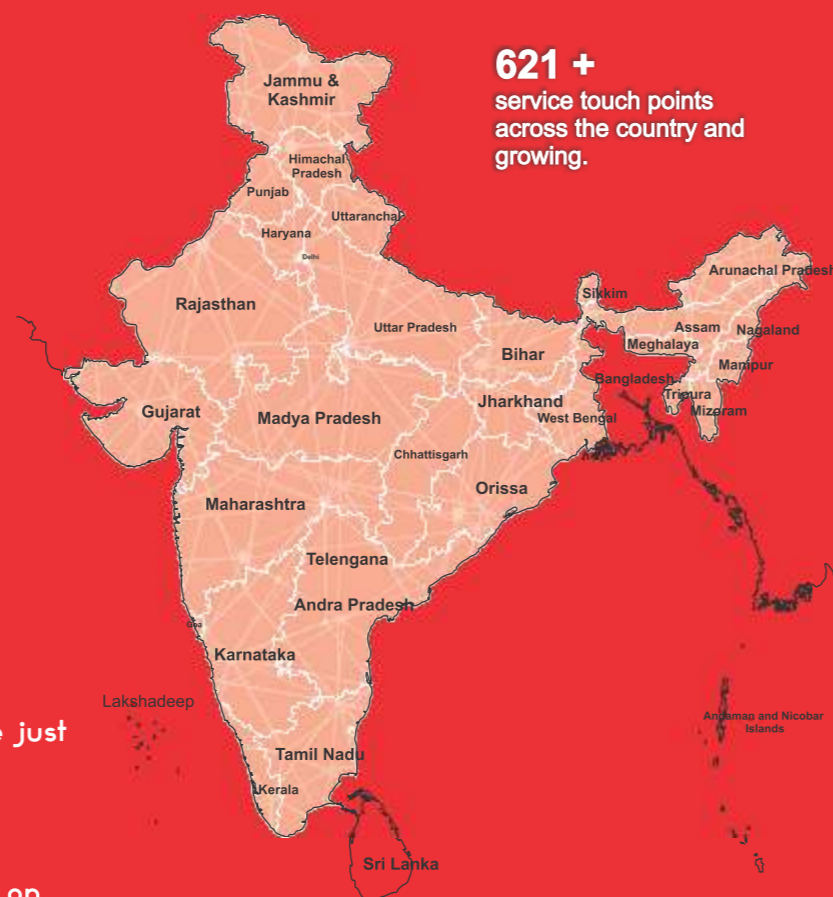 621 +
service touch points
across the country and
growing.
Jammu &
Kashmir
Himachal
Pradesh
Punjab
Uttaranchal
Haryana
Delhi
Rajasthan
Uttar Pradesh
Bihar
Sikkim
Arunachal Pradesh
Assam
Nagaland
Meghalaya
Manipur
Bangladesh
Tripura
Mizoram
Gujarat
Madya Pradesh
Jharkhand
West Bengal
Chhattisgarh
Orissa
Maharashtra
Telengana
Andra Pradesh
Goa
Karnataka
Lakshadeep
just
Andaman and Nicobar
Islands
Tamil Nadu
Kerala
Sri Lanka